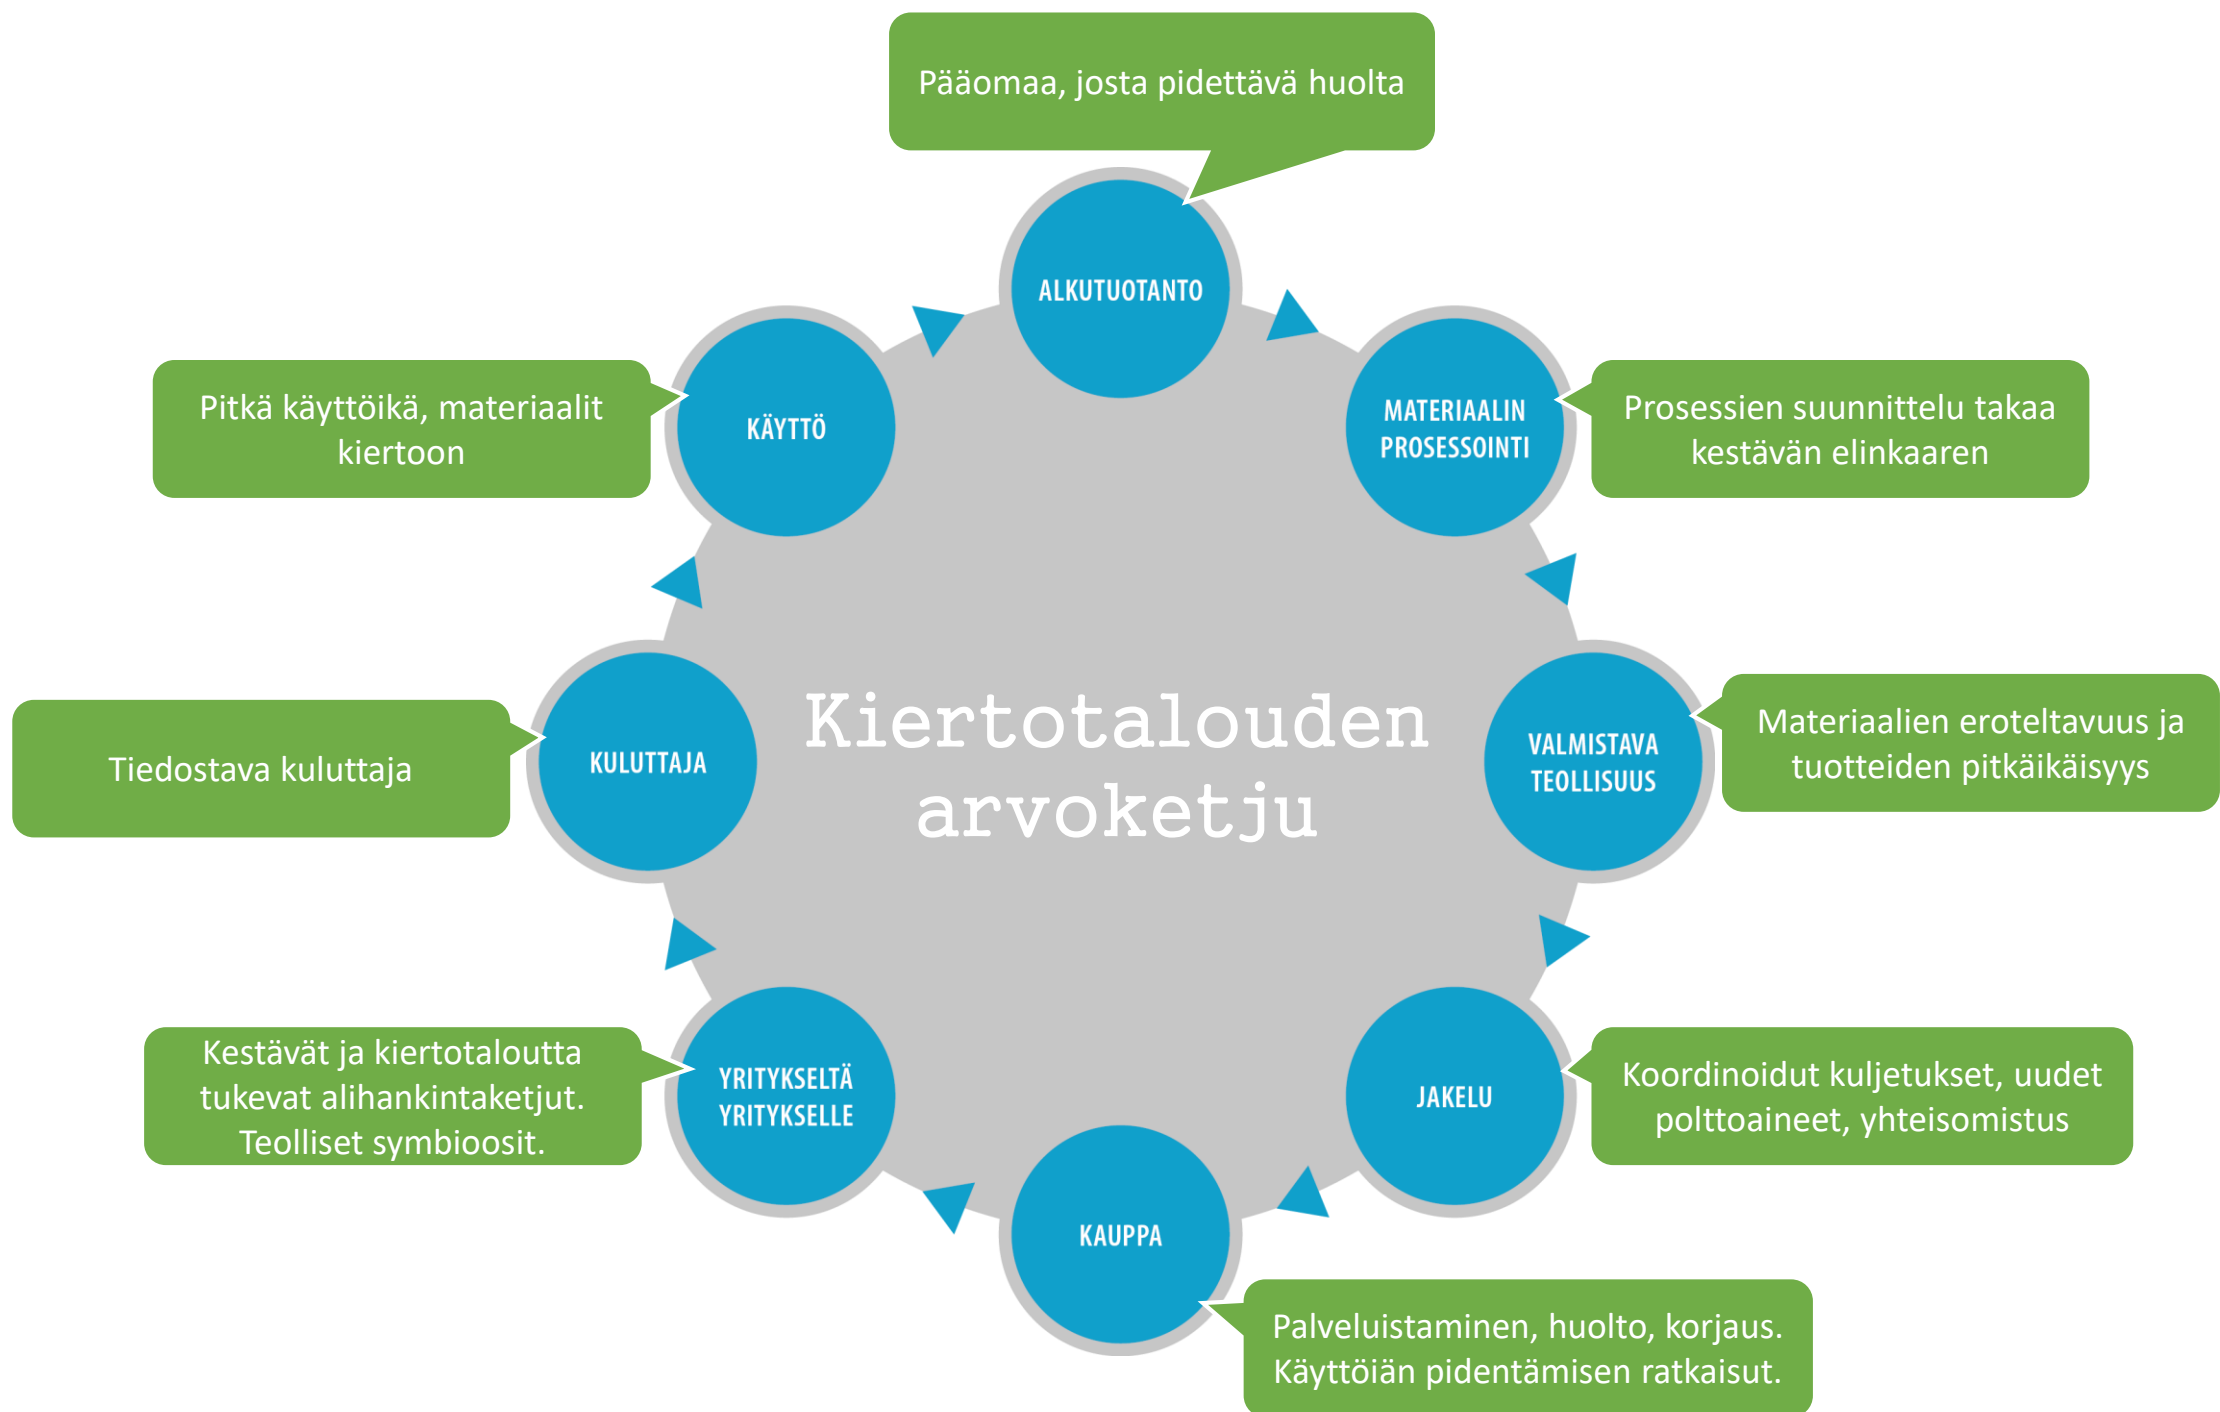 Pääomaa, josta pidettävä huolta
ALKUTUOTANTO
Pitkä käyttöikä, materiaalit
kiertoon
KÄYTTÖ
MATERIAALIN
PROSESSOINTI
Prosessien suunnittelu takaa
kestävän elinkaaren
Tiedostava kuluttaja
KULUTTAJA
Kiertotalouden
arvoketju
VALMISTAVA
TEOLLISUUS
Materiaalien eroteltavuus ja
tuotteiden pitkäikäisyys
Kestävät ja kiertotaloutta
tukevat alihankintaketjut.
Teolliset symbioosit.
YRITYKSELTÄ
YRITYKSELLE
JAKELU
Koordinoidut kuljetukset, uudet
polttoaineet, yhteisomistus
KAUPPA
Palveluistaminen, huolto, korjaus.
Käyttöiän pidentämisen ratkaisut.